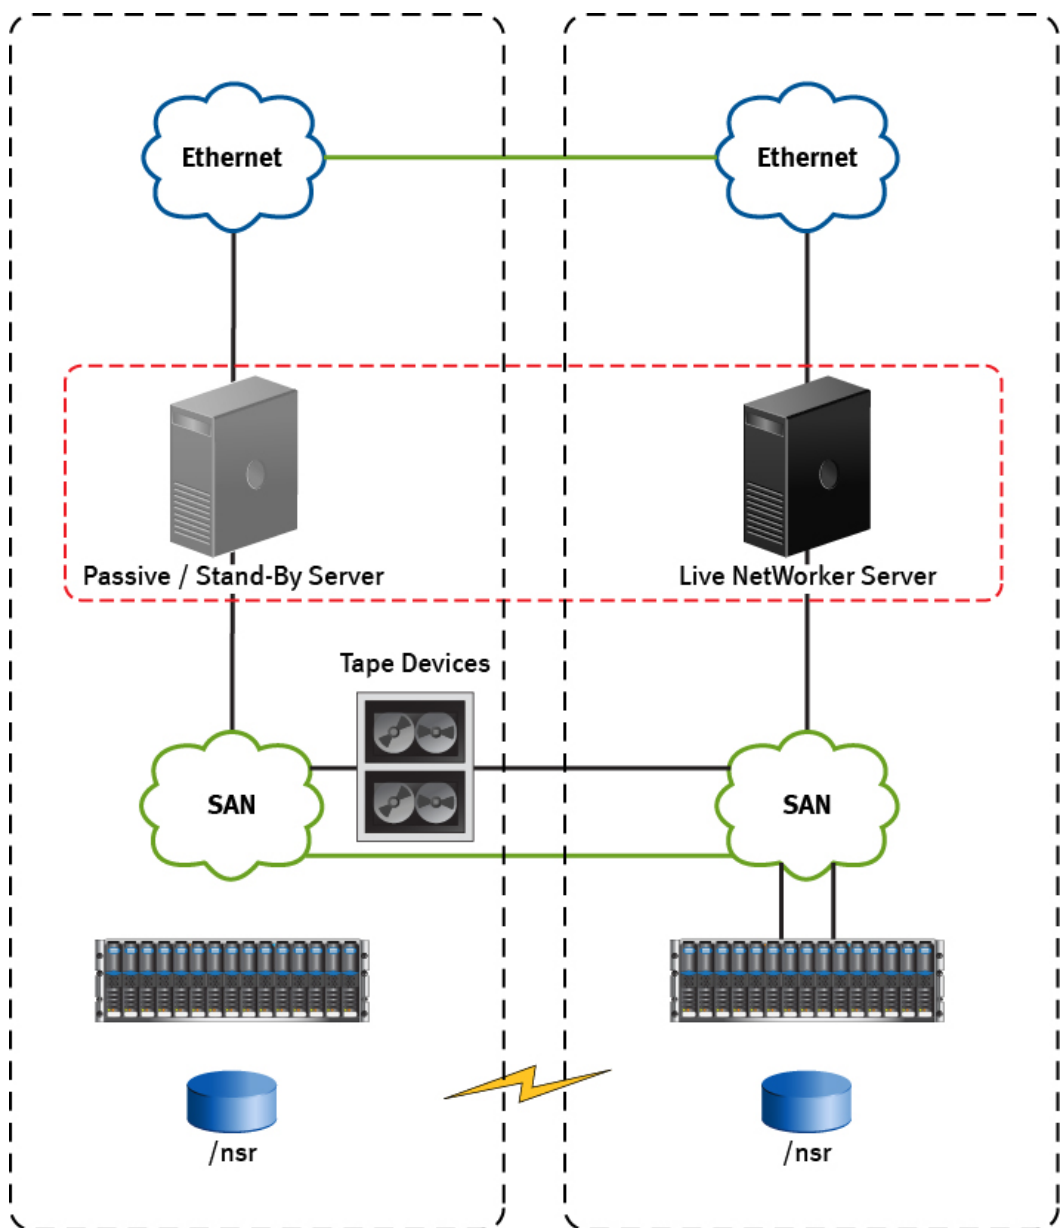 Ethernet
Ethernet
Passive / Stand-By Server
Live NetWorker Server
Tape Devices
SAN
SAN
/nsr
/nsr